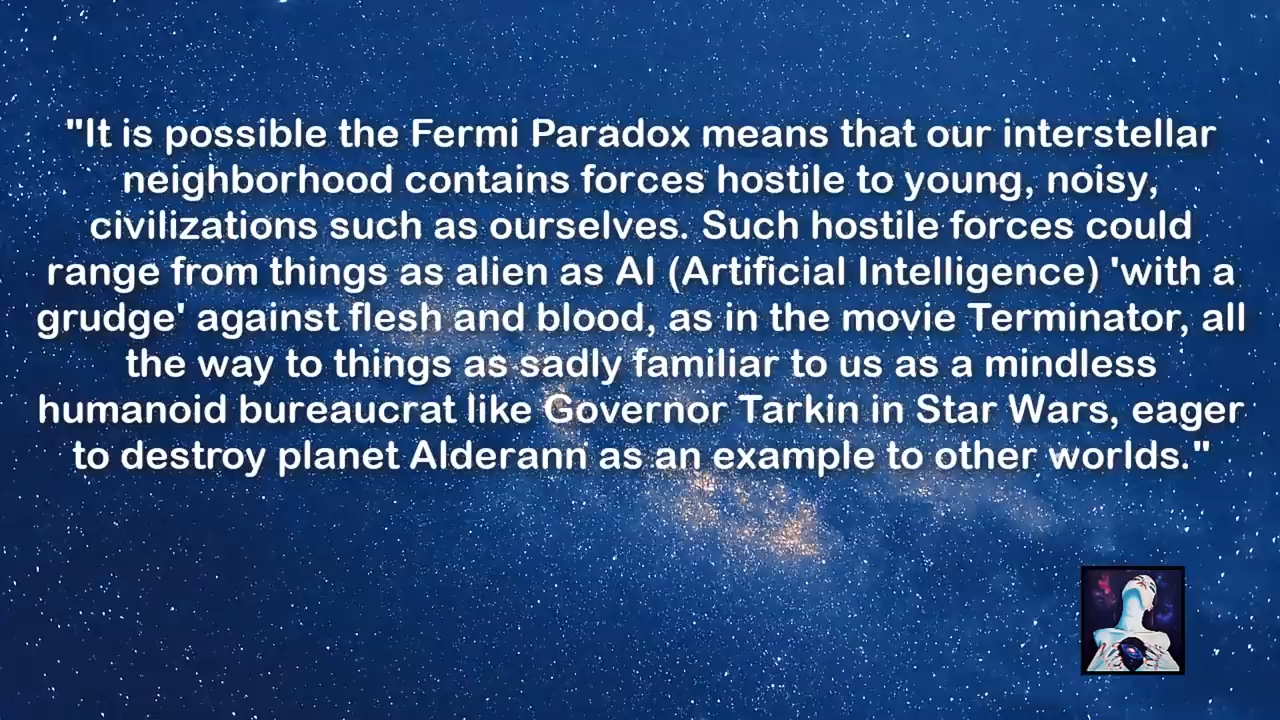 "It is possible the Fermi Paradox means that our interstellar
neighborhood contains forces hostile to young, noisy,
civilizations such as ourselves. Such hostile forces could
range from things as alien as AI (Artificial Intelligence) 'with a
grudge' against flesh and blood, as in the movie Terminator, all
the way to things as sadly familiar to us as a mindless
humanoid bureaucrat like Governor Tarkin in Star Wars, eager
to destroy planet Alderann as an example to other worlds."